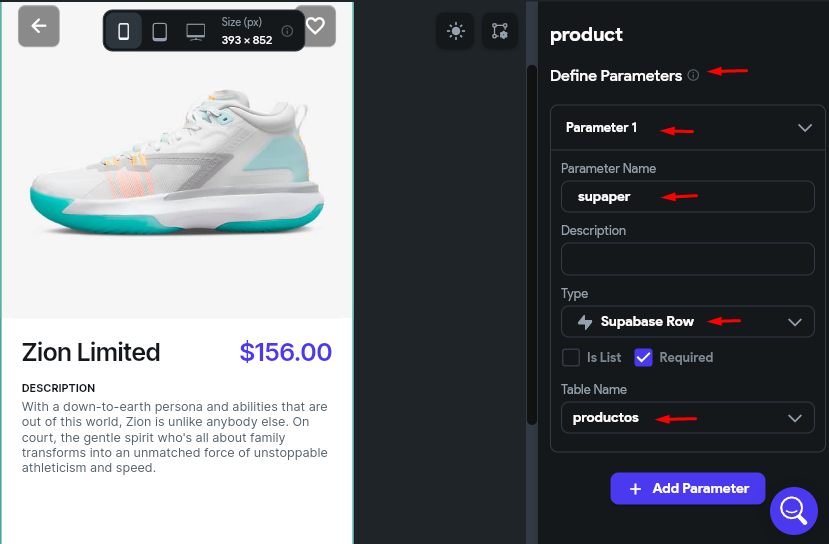 Size (px)
393 × 852
Zion Limited
$156.00
DESCRIPTION
With a down-to-earth persona and abilities that are
out of this world, Zion is unlike anybody else. On
court, the gentle spirit who's all about family
transforms into an unmatched force of unstoppable
athleticism and speed.
product
Define Parameters
Parameter 1
Parameter Name
supaper
Description
Type
Supabase Row
Is List
Required
Table Name
productos
+ Add Parameter